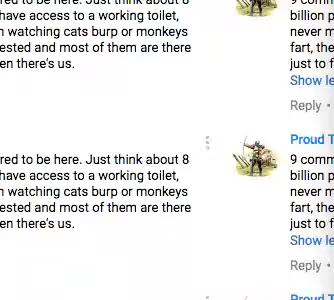 red to be here. Just think about 8
have access to a working toilet,
n watching cats burp or monkeys
ested and most of them are there
en there's us.
9 comm
billion p
never m
fart, the
just to f
Show le
Reply •
red to be here. Just think about 8
have access to a working toilet,
n watching cats burp or monkeys
ested and most of them are there
en there's us.
Proud T
9 comm
billion p
never m
fart, the
just to f
Show le
Reply •
Proud T